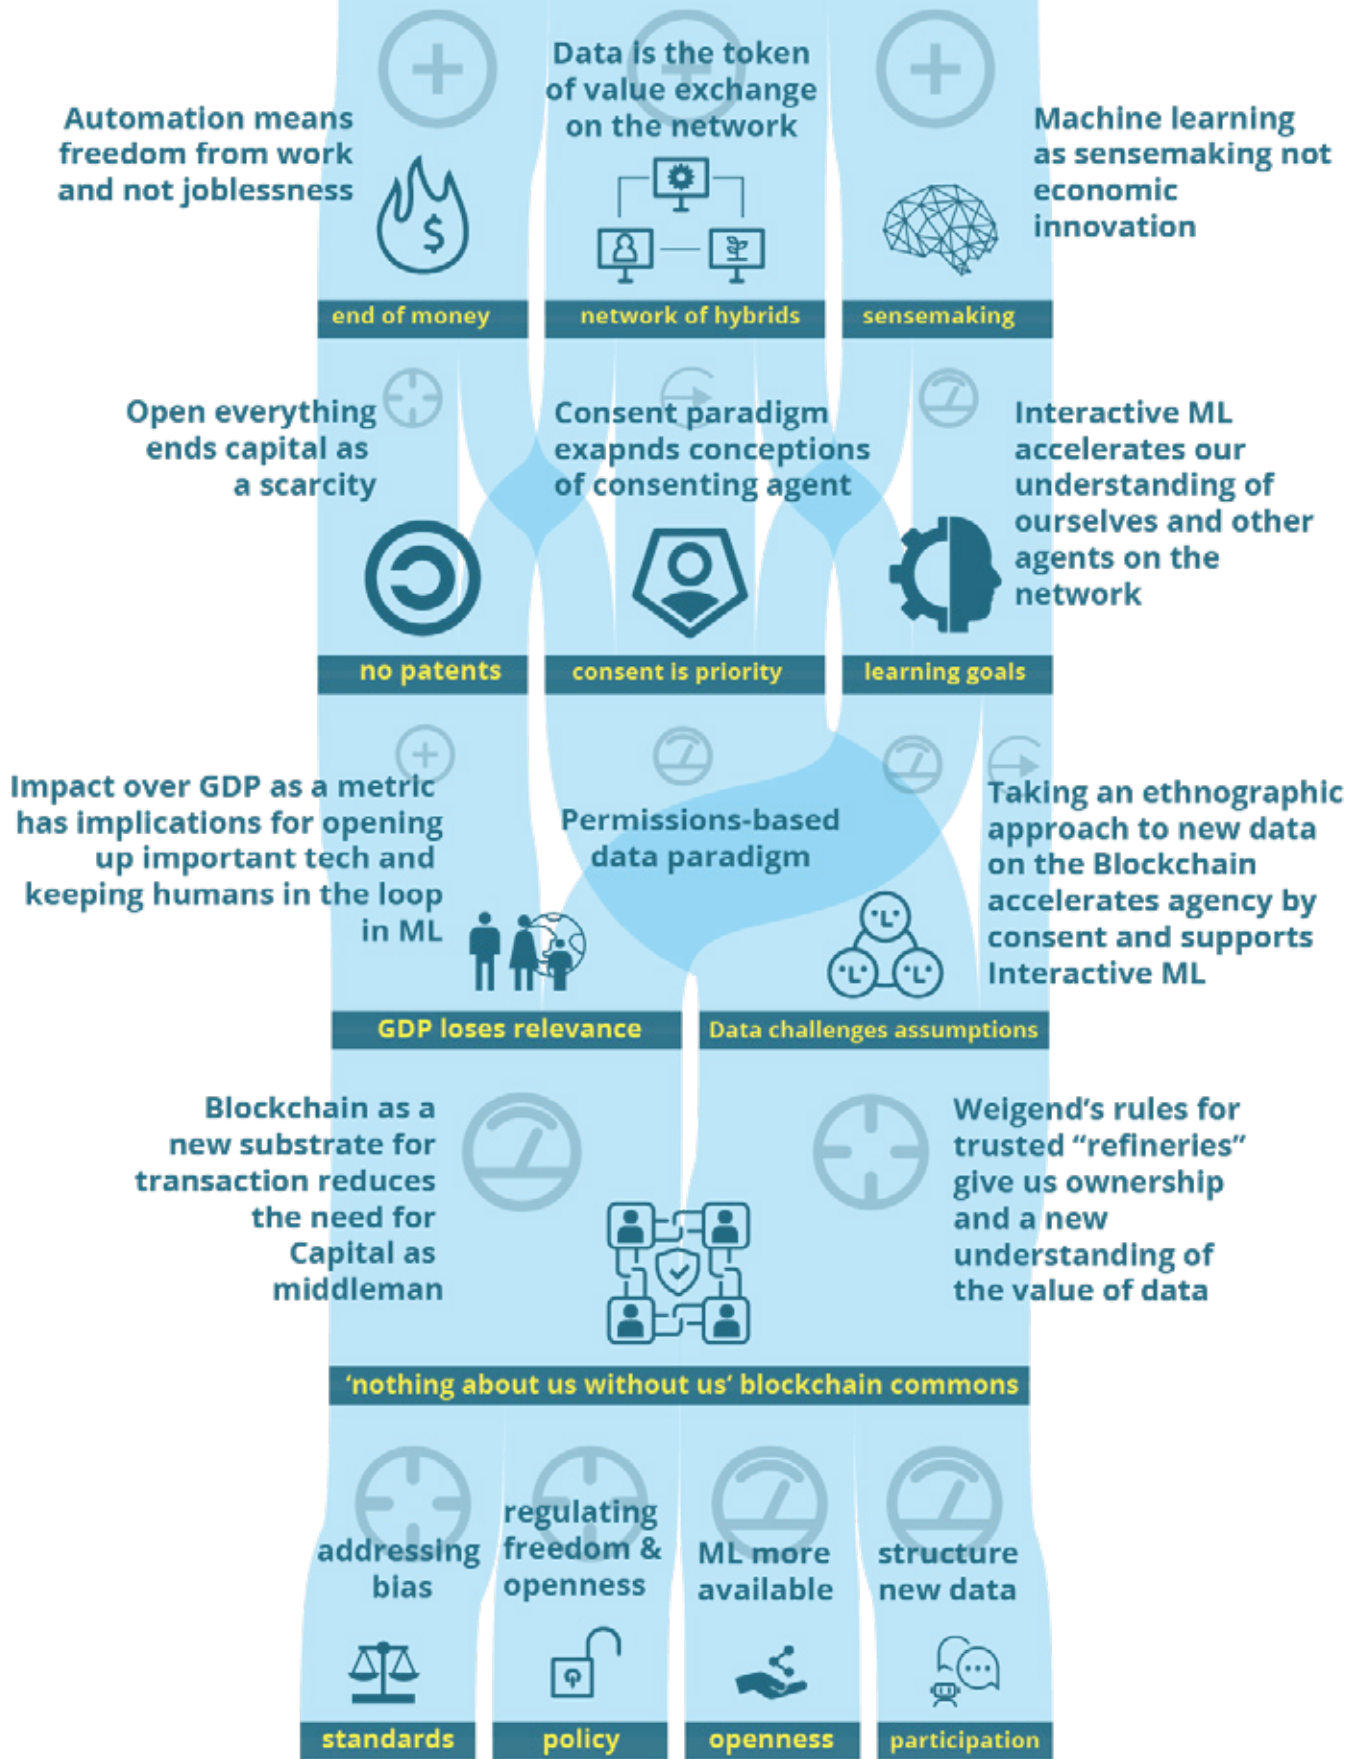 Data is the token
of value exchange
on the network
Automation means
freedom from work
and not joblessness
Machine learning
as sensemaking not
economic
innovation
$
end of money
network of hybrids
sensemaking
Open everything
ends capital as
a scarcity
Consent paradigm
exapnds conceptions
of consenting agent
Interactive ML
accelerates our
understanding of
ourselves and other
agents on the
network
no patents
consent is priority
learning goals
Impact over GDP as a metric
has implications for opening
up important tech and
keeping humans in the loop
in ML
Permissions-based
data paradigm
Taking an ethnographic
approach to new data
on the Blockchain
accelerates agency by
consent and supports
Interactive ML
GDP loses relevance
Data challenges assumptions
Blockchain as a
new substrate for
transaction reduces
the need for
Capital as
middleman
Weigend’s rules for
trusted “refineries”
give us ownership
and a new
understanding of
the value of data
‘nothing about us without us’ blockchain commons
addressing
bias
regulating
freedom &
openness
ML more
available
structure
new data
standards
policy
openness
participation